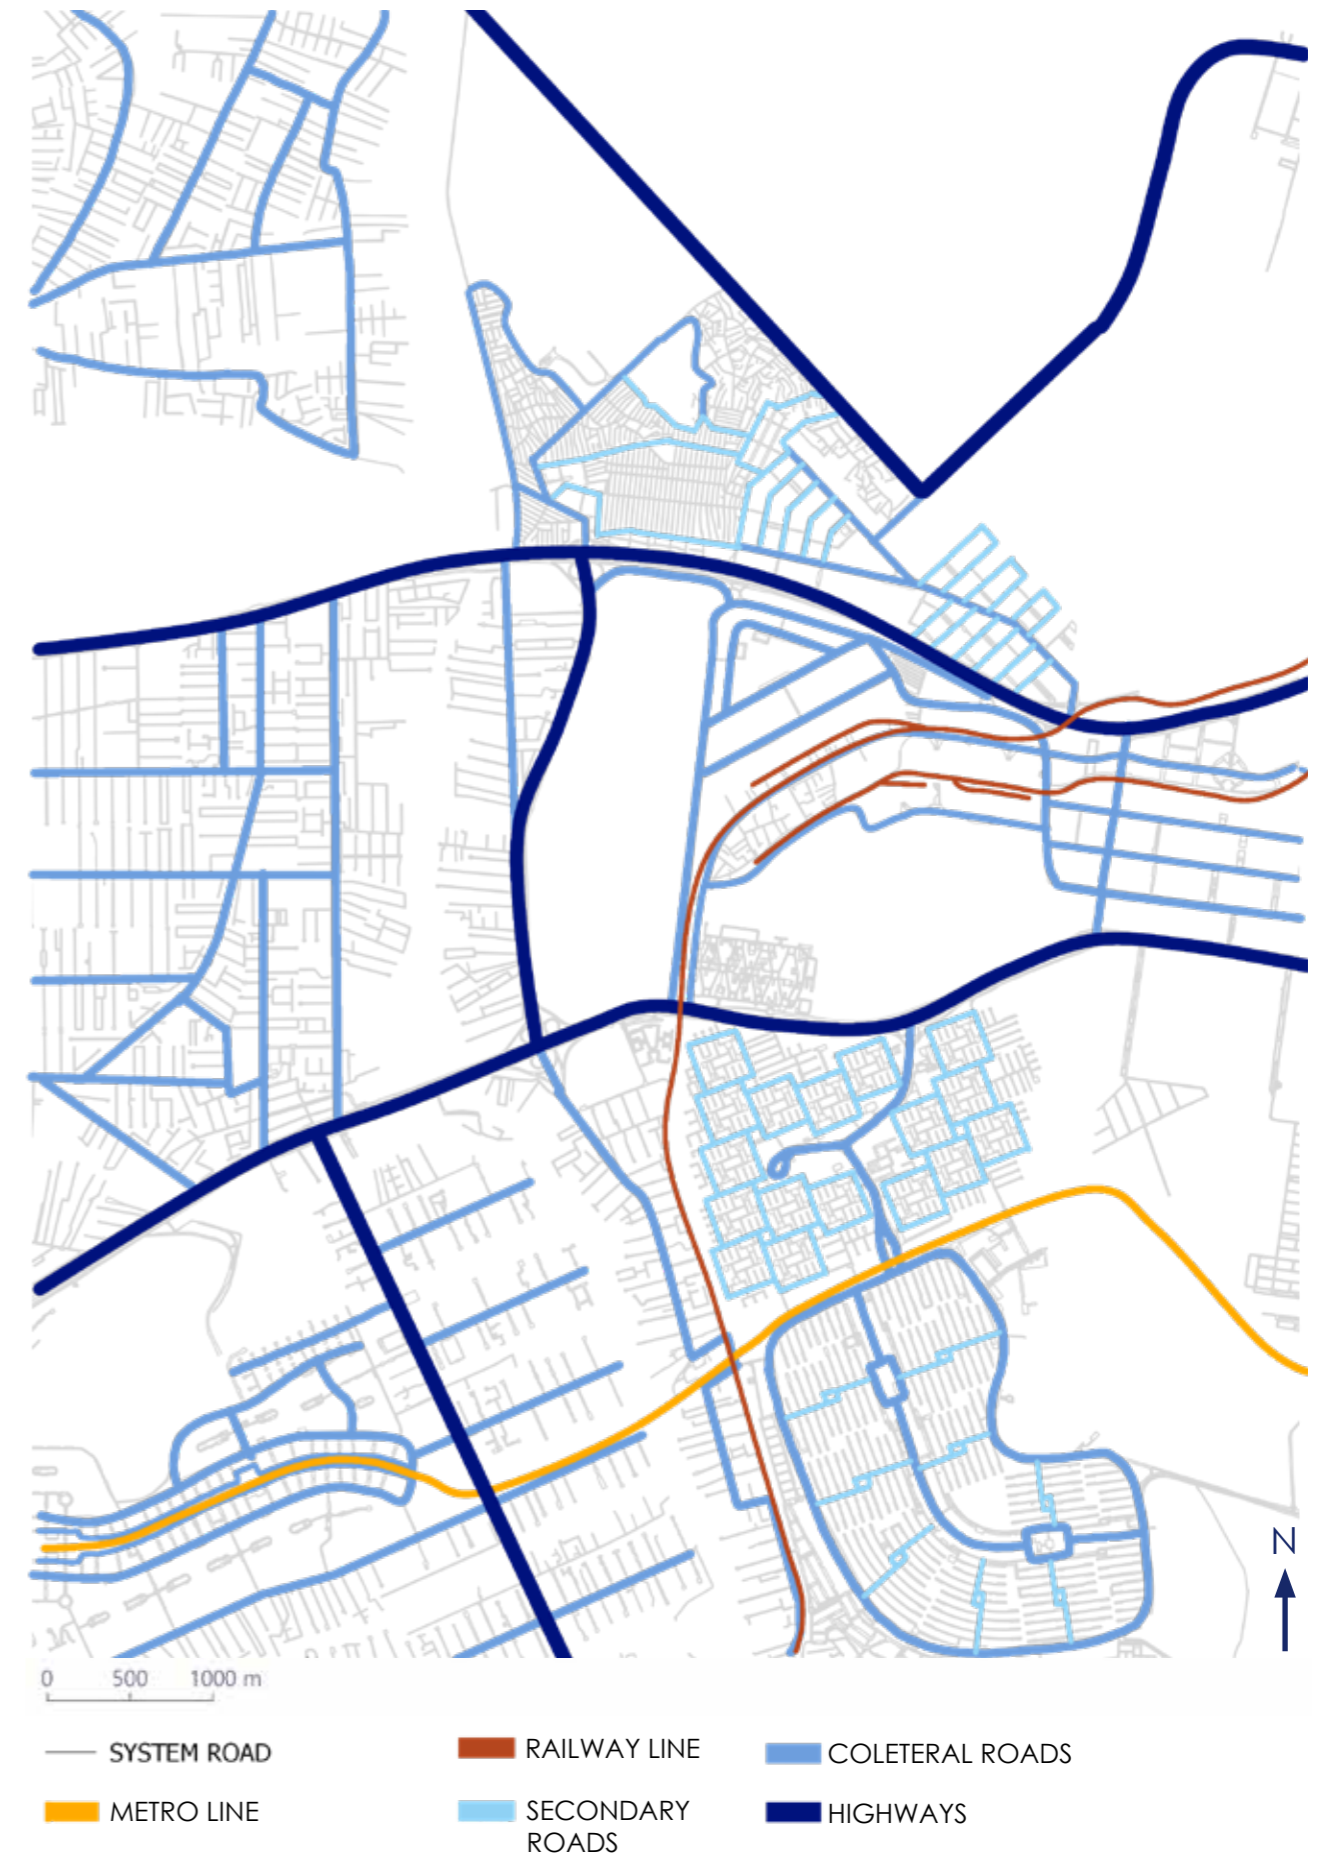 N
0 500 1000 m
SYSTEM ROAD
RAILWAY LINE
COLETERAL ROADS
METRO LINE
SECONDARY
ROADS
HIGHWAYS